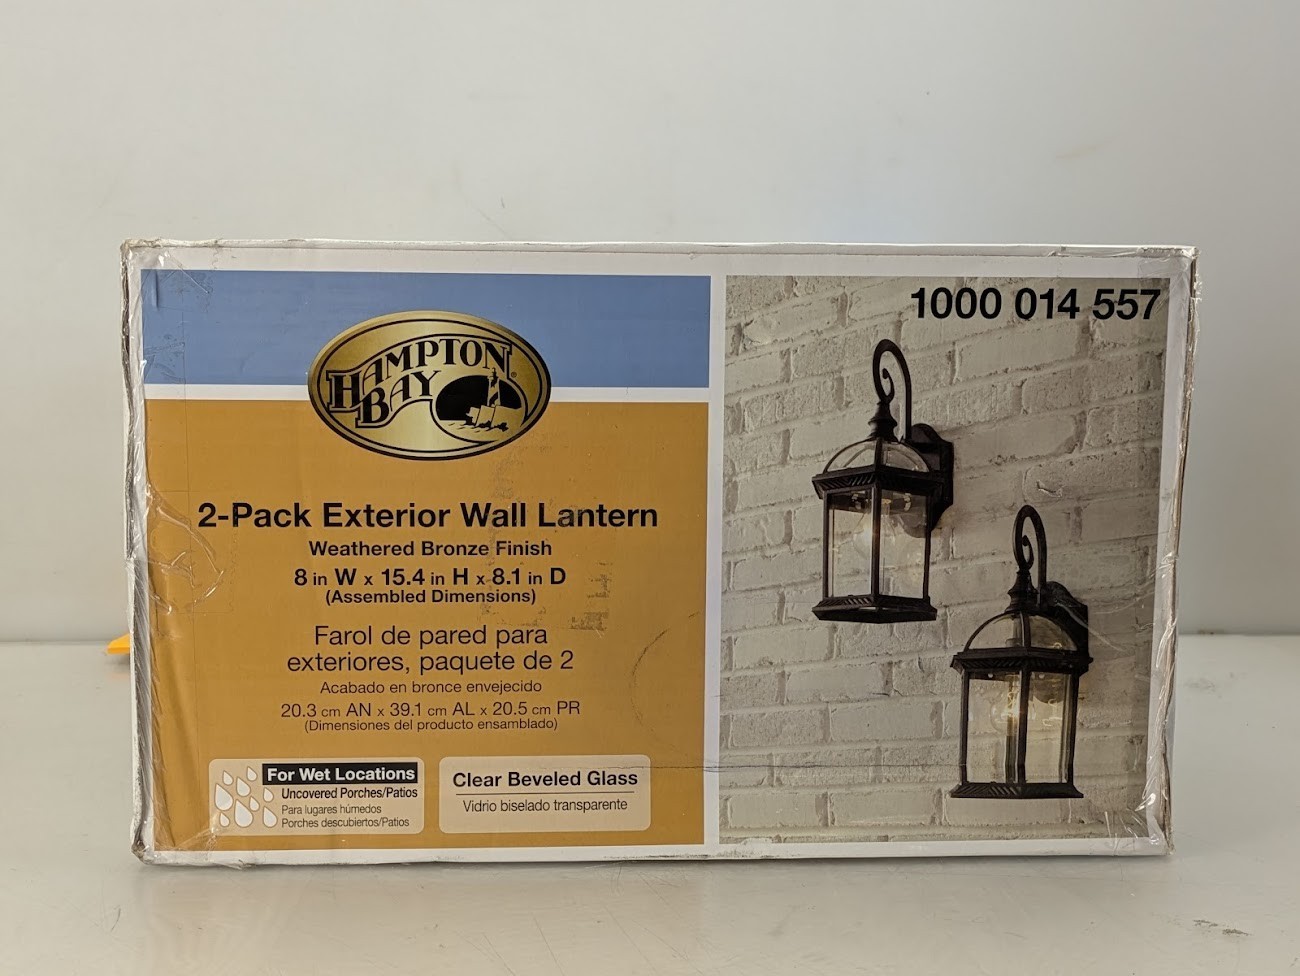 HAMPTON
BAY
2-Pack Exterior Wall Lantern
Weathered Bronze Finish
8 in W x 15.4 in H x 8.1 in D
(Assembled Dimensions)
Farol de pared para
exteriores, paquete de 2
Acabado en bronce envejecido
20.3 cm AN x 39.1 cm AL x 20.5 cm PR
(Dimensiones del producto ensamblado)
For Wet Locations
Uncovered Porches/Patios
Para lugares húmedos
Porches descubiertos/Patios
Clear Beveled Glass
Vidrio biselado transparente
1000 014 557